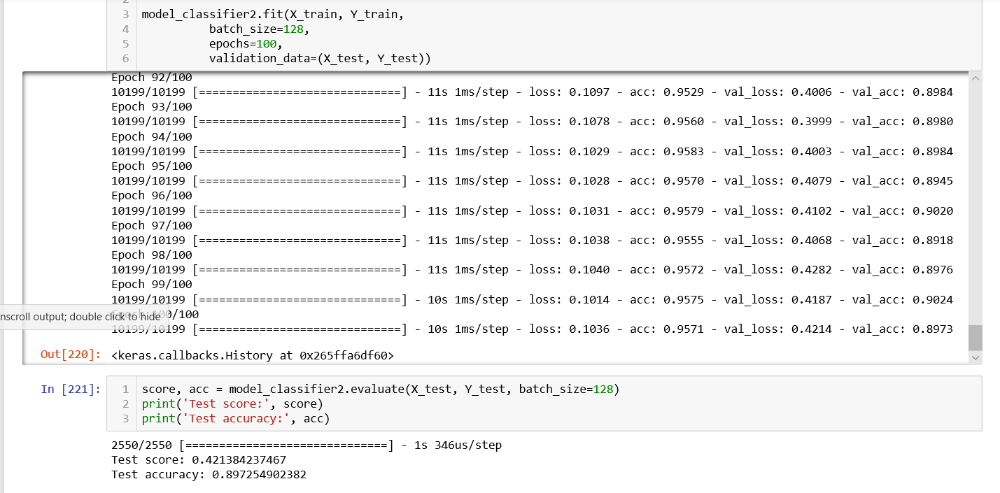 2
3 model_classifier2.fit(X_train, Y_train,
4 batch_size=128,
5 epochs=100,
6 validation_data=(X_test, Y_test))
Epoch 92/100
10199/10199 [==============================] - 11s 1ms/step - loss: 0.1097 - acc: 0.9529 - val_loss: 0.4006 - val_acc: 0.8984
Epoch 93/100
10199/10199 [==============================] - 11s 1ms/step - loss: 0.1078 - acc: 0.9560 - val_loss: 0.3999 - val_acc: 0.8980
Epoch 94/100
10199/10199 [==============================] - 11s 1ms/step - loss: 0.1029 - acc: 0.9583 - val_loss: 0.4003 - val_acc: 0.8984
Epoch 95/100
10199/10199 [==============================] - 11s 1ms/step - loss: 0.1028 - acc: 0.9570 - val_loss: 0.4079 - val_acc: 0.8945
Epoch 96/100
10199/10199 [==============================] - 11s 1ms/step - loss: 0.1031 - acc: 0.9579 - val_loss: 0.4102 - val_acc: 0.9020
Epoch 97/100
10199/10199 [==============================] - 11s 1ms/step - loss: 0.1038 - acc: 0.9555 - val_loss: 0.4068 - val_acc: 0.8918
Epoch 98/100
10199/10199 [==============================] - 11s 1ms/step - loss: 0.1040 - acc: 0.9572 - val_loss: 0.4282 - val_acc: 0.8976
Epoch 99/100
10199/10199 [==============================] - 10s 1ms/step - loss: 0.1014 - acc: 0.9575 - val_loss: 0.4187 - val_acc: 0.9024
Epoch 100/100
nscroll output; double click to hide
10199/10199 [==============================] - 10s 1ms/step - loss: 0.1036 - acc: 0.9571 - val_loss: 0.4214 - val_acc: 0.8973
Out[220]: <keras.callbacks.History at 0x265ffa6df60>
In [221]: 1 score, acc = model_classifier2.evaluate(X_test, Y_test, batch_size=128)
2 print('Test score:', score)
3 print('Test accuracy:', acc)
2550/2550 [==============================] - 1s 346us/step
Test score: 0.421384237467
Test accuracy: 0.897254902382